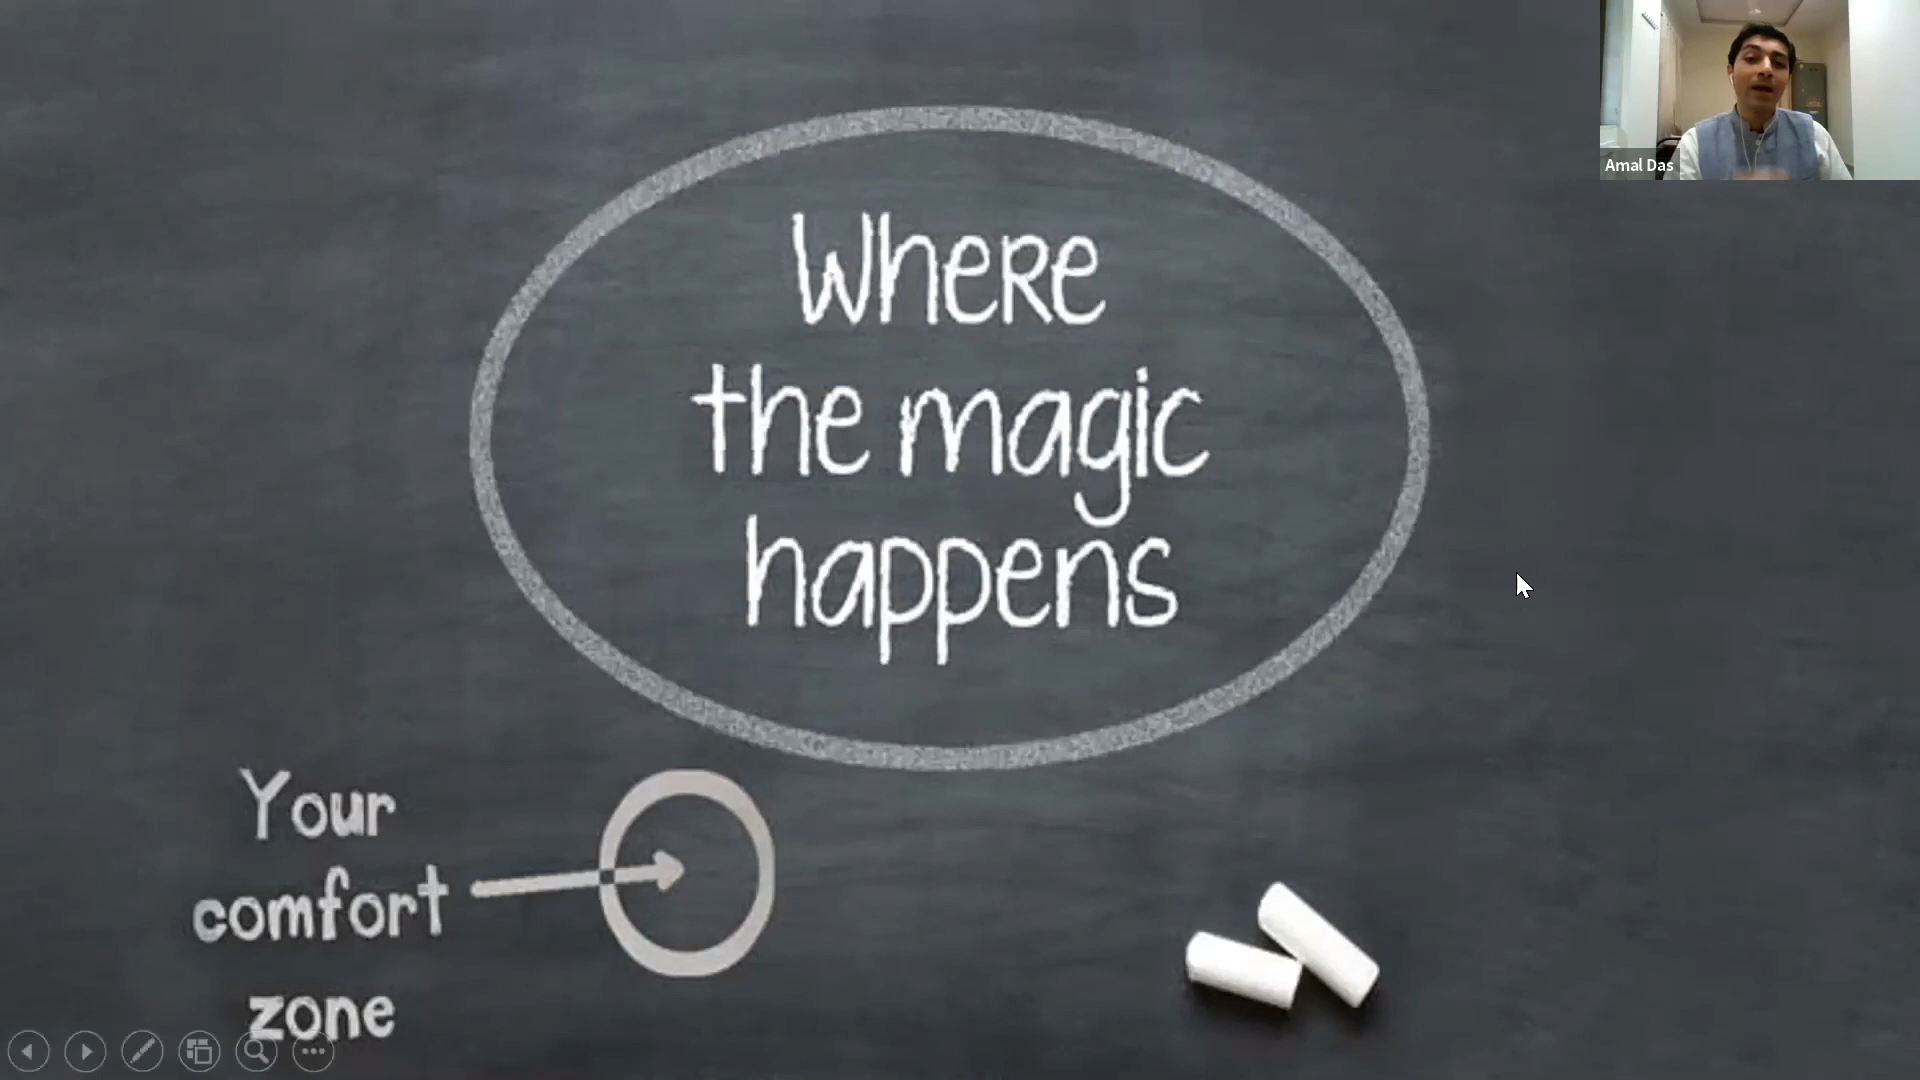 Amal Das
Where
the magic
happens
Your
comfort
zone